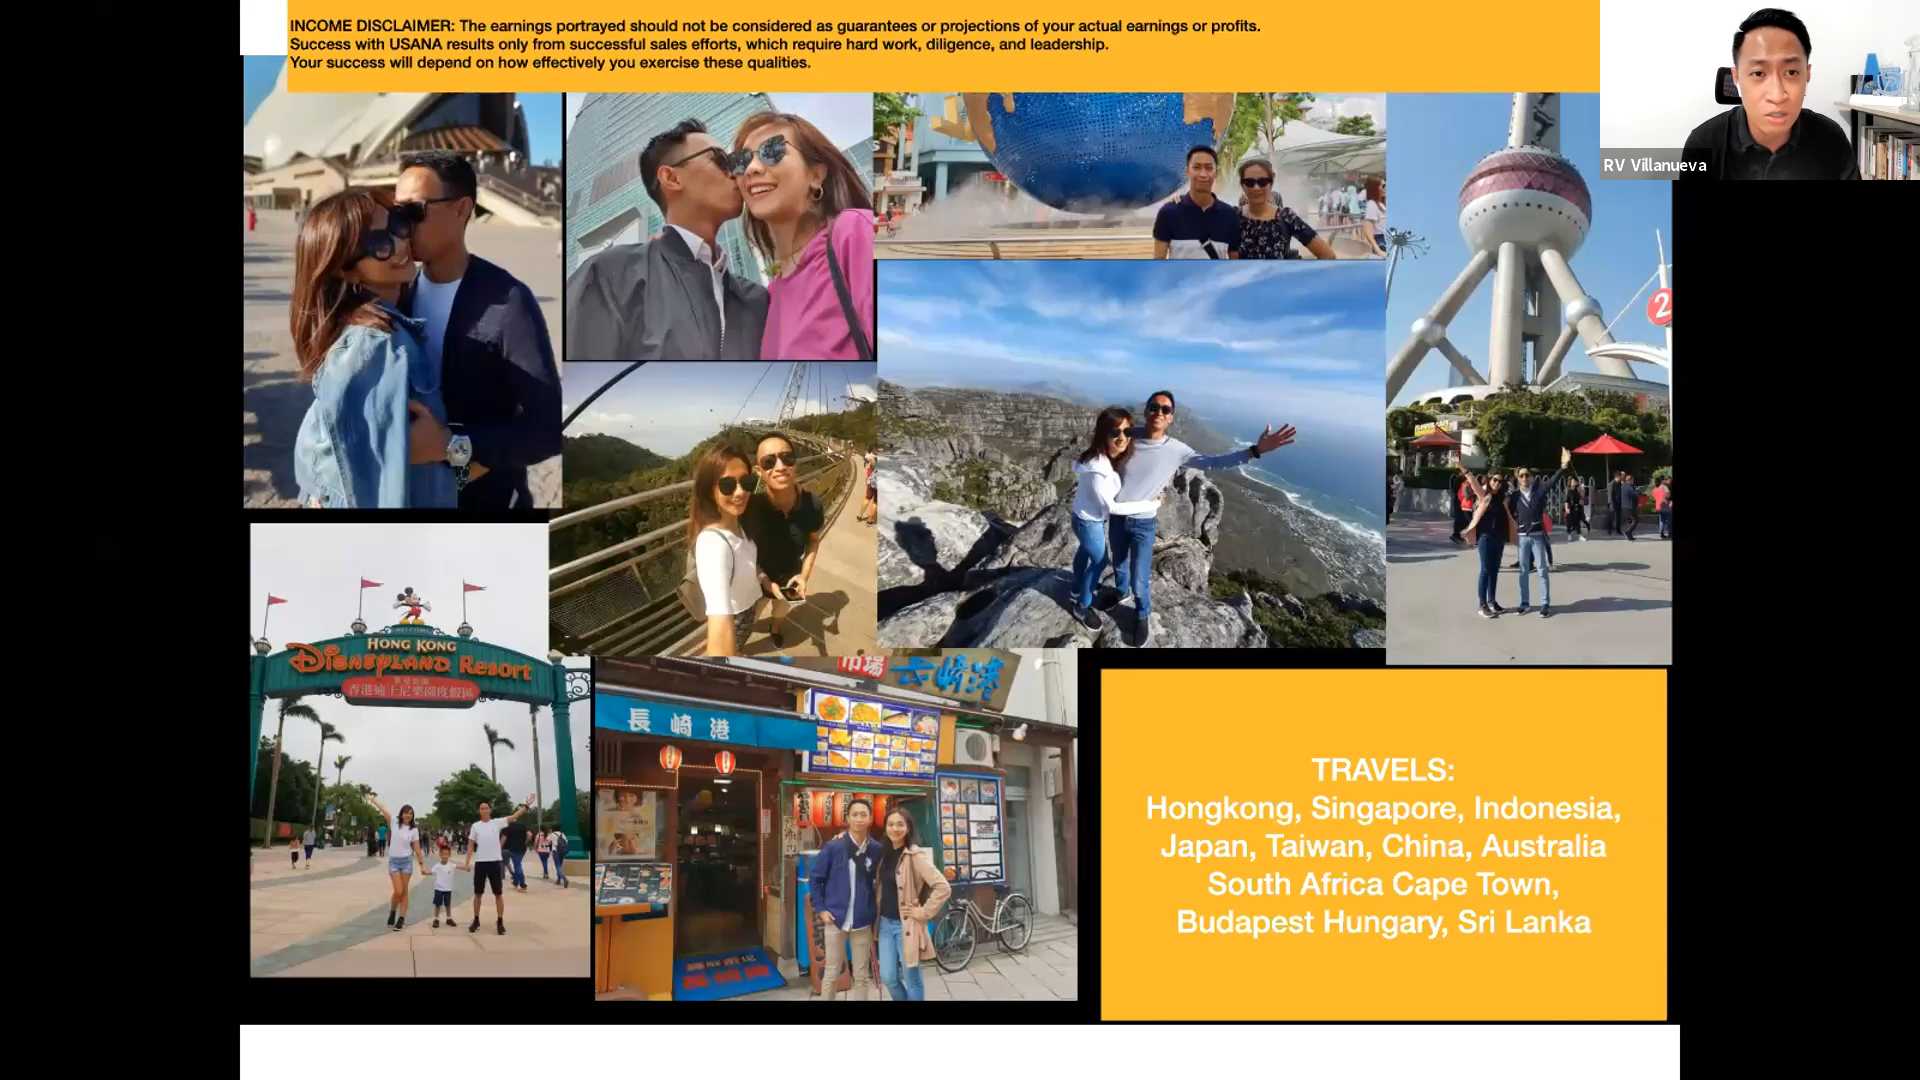 INCOME DISCLAIMER: The earnings portrayed should not be considered as guarantees or projections of your actual earnings or profits.
Success with USANA results only from successful sales efforts, which require hard work, diligence, and leadership.
Your success will depend on how effectively you exercise these qualities.
RV Villanueva
2
HONG KONG
DISNEYLAND Resort
香港迪士尼樂園度假區
市場
長崎港
長崎港
TRAVELS:
Hongkong, Singapore, Indonesia,
Japan, Taiwan, China, Australia
South Africa Cape Town,
Budapest Hungary, Sri Lanka